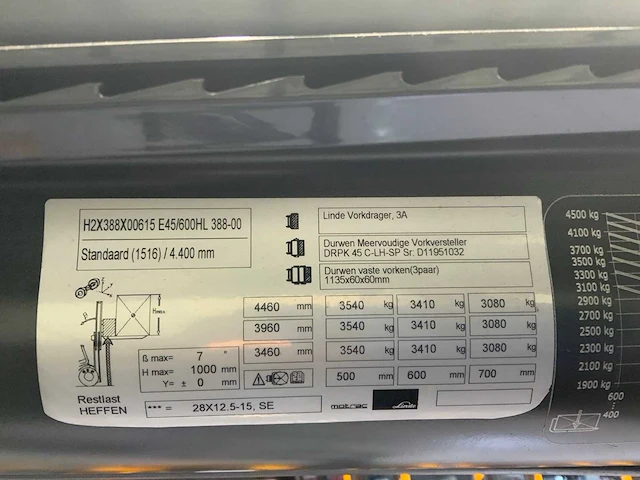 H2X388X00615 E45/600HL 388-00
Standaard (1516) / 4.400 mm
Linde Vorkdrager, 3A
Durwen Meervoudige Vorkversteller
DRPK 45 C-LH-SP Sr: D11951032
Durwen vaste vorken(3paar)
1135x60x60mm
4460 mm 3540 kg 3410 kg 3080 kg
3960 mm 3540 kg 3410 kg 3080 kg
3460 mm 3540 kg 3410 kg 3080 kg
500 mm 600 mm 700 mm
ß max= 7 °
H max= 1000 mm
Y= ± 0 mm
Restlast
HEFFEN
*** = 28X12.5-15, SE
motrac
Linde
4500 kg
4100 kg
3700 kg
3500 kg
3300 kg
3100 kg
2900 kg
2700 kg
2500 kg
2300 kg
2100 kg
1900 kg
600
400